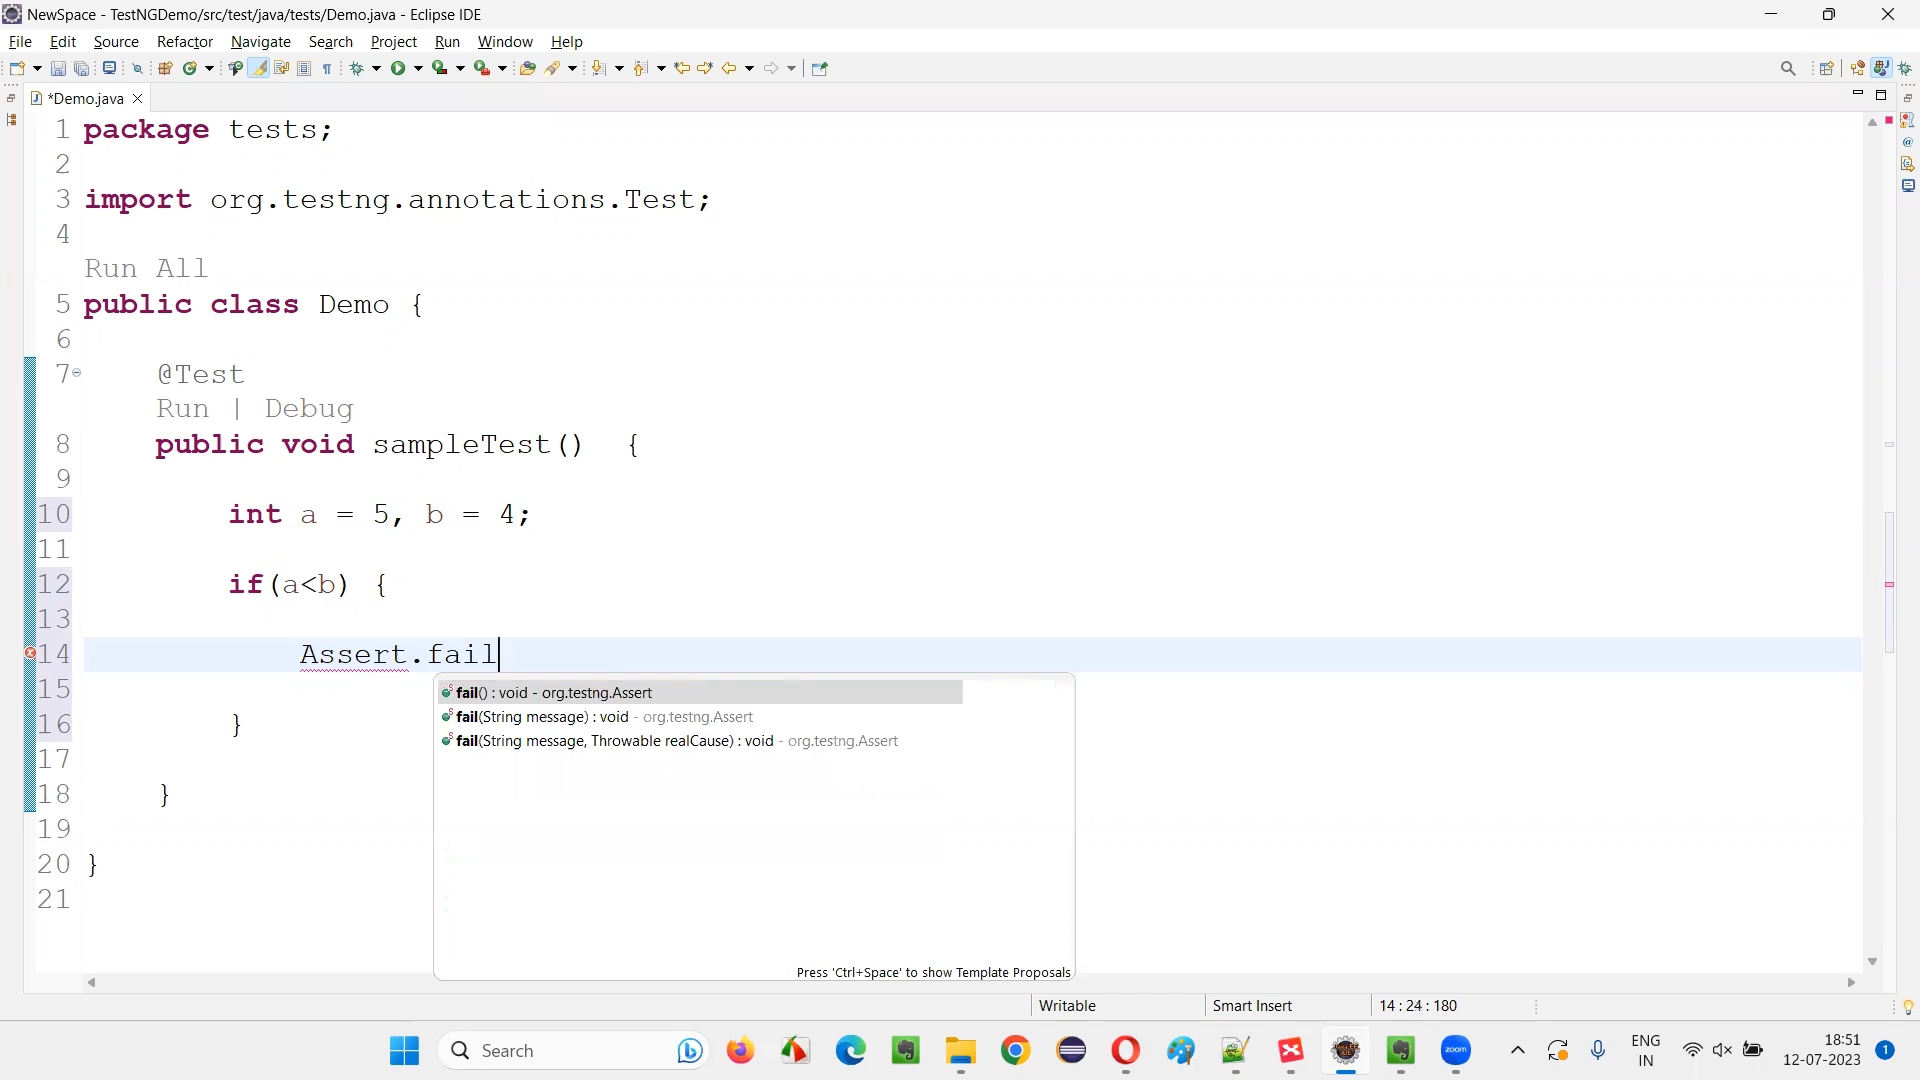 NewSpace - TestNGDemo/src/test/java/tests/Demo.java - Eclipse IDE
File Edit Source Refactor Navigate Search Project Run Window Help
*Demo.java
1 package tests;
2
3 import org.testng.annotations.Test;
4
Run All
5 public class Demo {
6
7 @Test
Run | Debug
8 public void sampleTest() {
9
10 int a = 5, b = 4;
11
12 if(a<b) {
13
14 Assert.fail
15
16 }
17
18 }
19
20 }
21
fail() : void - org.testng.Assert
fail(String message) : void - org.testng.Assert
fail(String message, Throwable realCause) : void - org.testng.Assert
Press 'Ctrl+Space' to show Template Proposals
Writable Smart Insert 14 : 24 : 180
Search
zoom
ENG
IN
18:51
12-07-2023
1